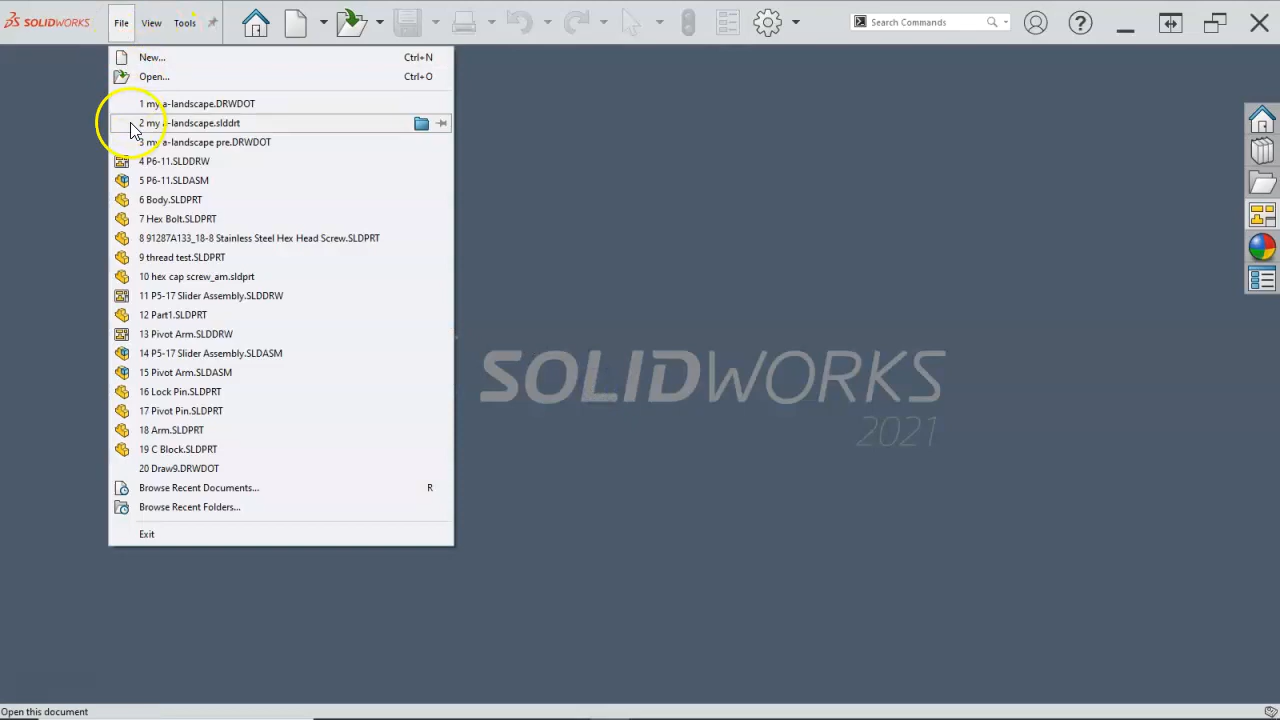 SOLIDWORKS File View Tools Search Commands
New... Ctrl+N
Open... Ctrl+O
1 my a-landscape.DRWDOT
2 my a-landscape.slddrt
3 my a-landscape pre.DRWDOT
4 P6-11.SLDDRW
5 P6-11.SLDASM
6 Body.SLDPRT
7 Hex Bolt.SLDPRT
8 91287A133_18-8 Stainless Steel Hex Head Screw.SLDPRT
9 thread test.SLDPRT
10 hex cap screw_am.sldprt
11 P5-17 Slider Assembly.SLDDRW
12 Part1.SLDPRT
13 Pivot Arm.SLDDRW
14 P5-17 Slider Assembly.SLDASM
15 Pivot Arm.SLDASM
16 Lock Pin.SLDPRT
17 Pivot Pin.SLDPRT
18 Arm.SLDPRT
19 C Block.SLDPRT
20 Draw9.DRWDOT
Browse Recent Documents... R
Browse Recent Folders...
Exit
SOLIDWORKS
2021
Open this document